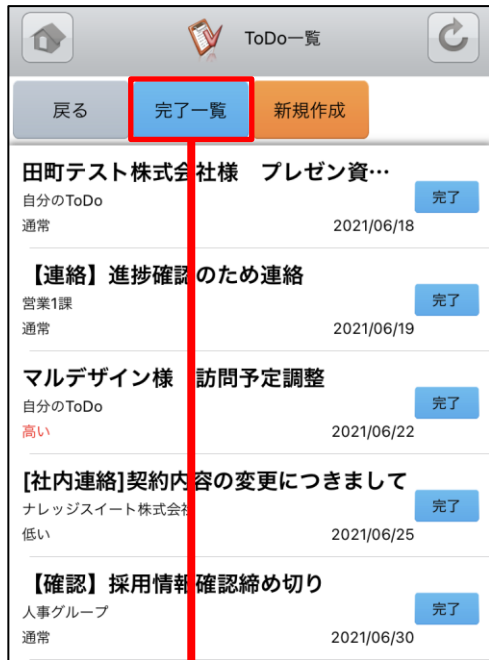 ToDo一覧
戻る 完了一覧 新規作成
田町テスト株式会社様 プレゼン資…
自分のToDo
完了
通常 2021/06/18
【連絡】進捗確認のため連絡
営業1課
完了
通常 2021/06/19
マルデザイン様 訪問予定調整
自分のToDo
完了
高い 2021/06/22
[社内連絡]契約内容の変更につきまして
ナレッジスイート株式会社
完了
低い 2021/06/25
【確認】採用情報確認締め切り
人事グループ
完了
通常 2021/06/30